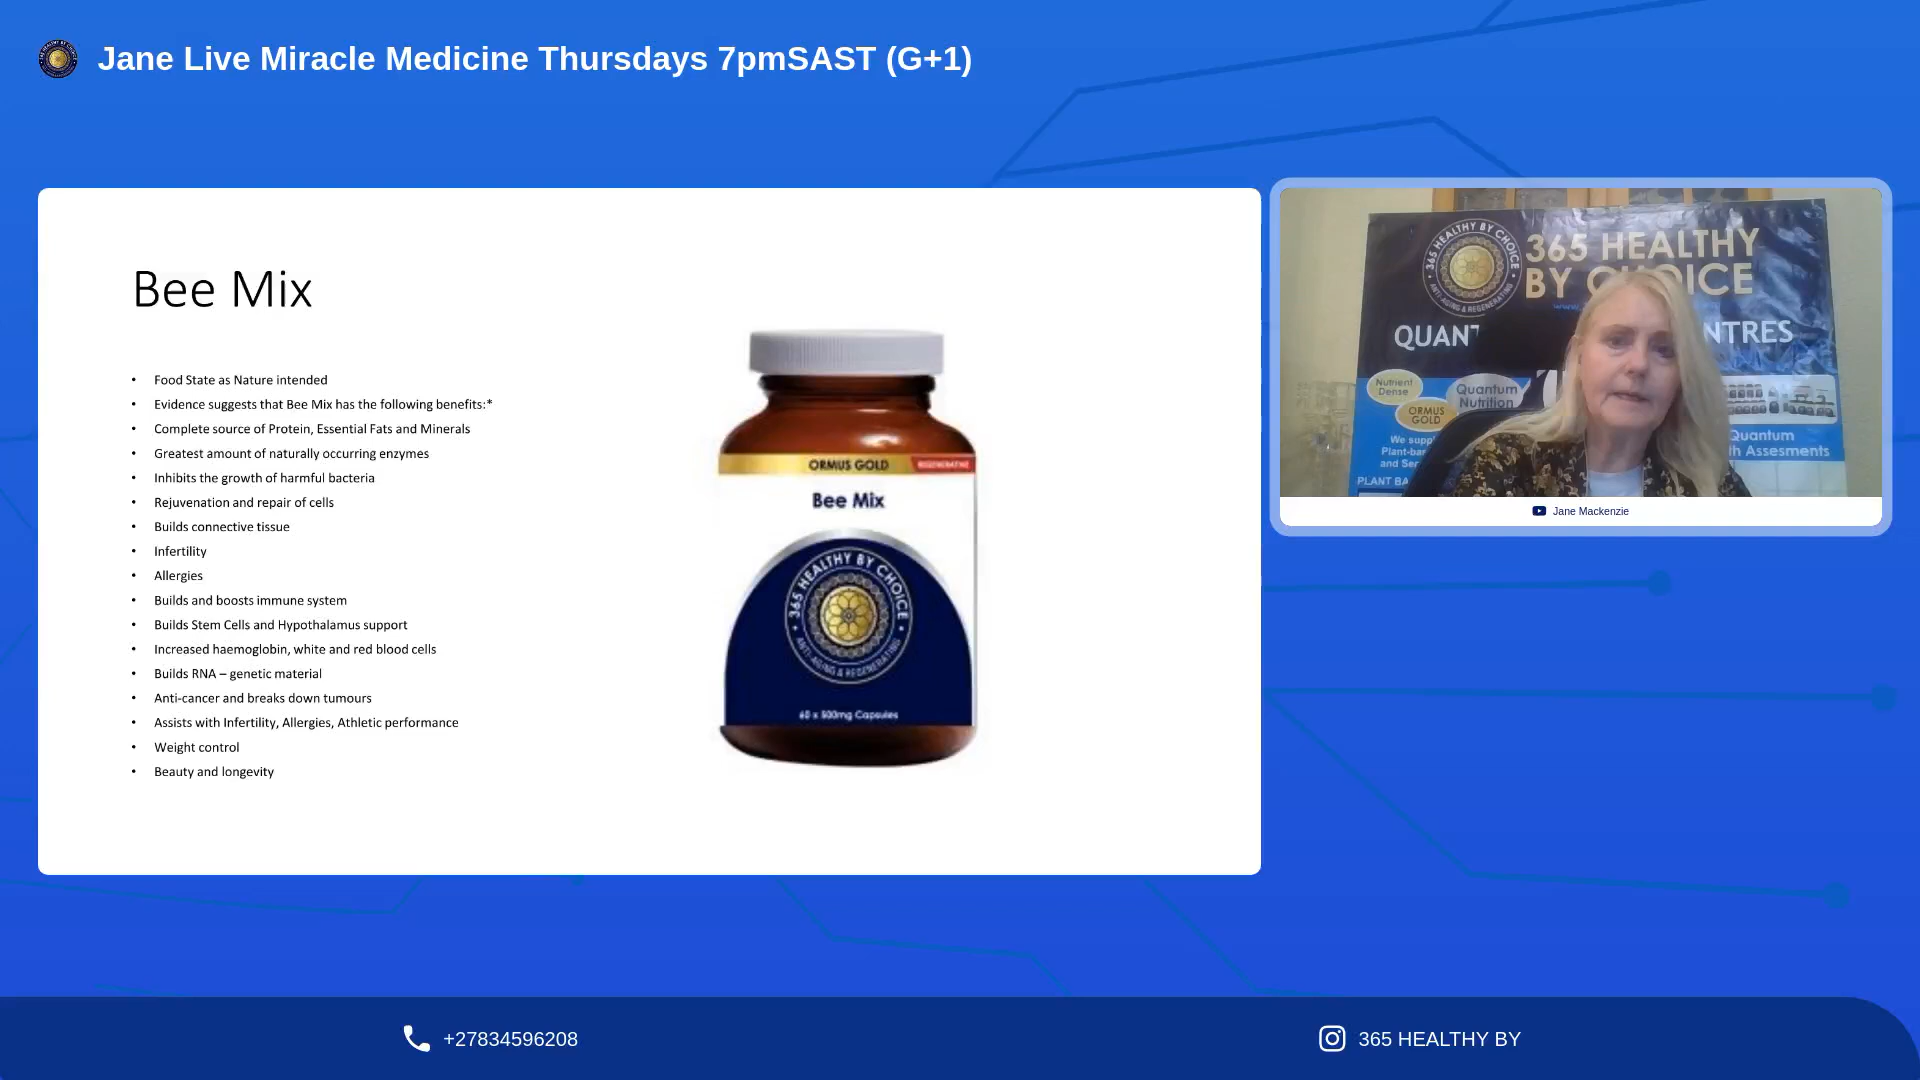 Jane Live Miracle Medicine Thursdays 7pmSAST (G+1)
Bee Mix
• Food State as Nature intended
• Evidence suggests that Bee Mix has the following benefits:*
• Complete source of Protein, Essential Fats and Minerals
• Greatest amount of naturally occurring enzymes
• Inhibits the growth of harmful bacteria
• Rejuvenation and repair of cells
• Builds connective tissue
• Infertility
• Allergies
• Builds and boosts immune system
• Builds Stem Cells and Hypothalamus support
• Increased haemoglobin, white and red blood cells
• Builds RNA – genetic material
• Anti-cancer and breaks down tumours
• Assists with Infertility, Allergies, Athletic performance
• Weight control
• Beauty and longevity
ORMUS GOLD
REGENERATIVE
Bee Mix
365 HEALTHY BY CHOICE
ANTI-AGING & REGENERATING
60 x 500mg Capsules
HEALTHY BY CHOICE
ANTI-AGING & REGENERATING
365 HEALTHY
BY CHOICE
www.
QUANT NTRES
Nutrient
Dense
Quantum
Nutrition
ORMUS
GOLD
We supp
Plant-bas
and Ser
PLANT BA
Quantum
th Assesments
Jane Mackenzie
+27834596208
365 HEALTHY BY